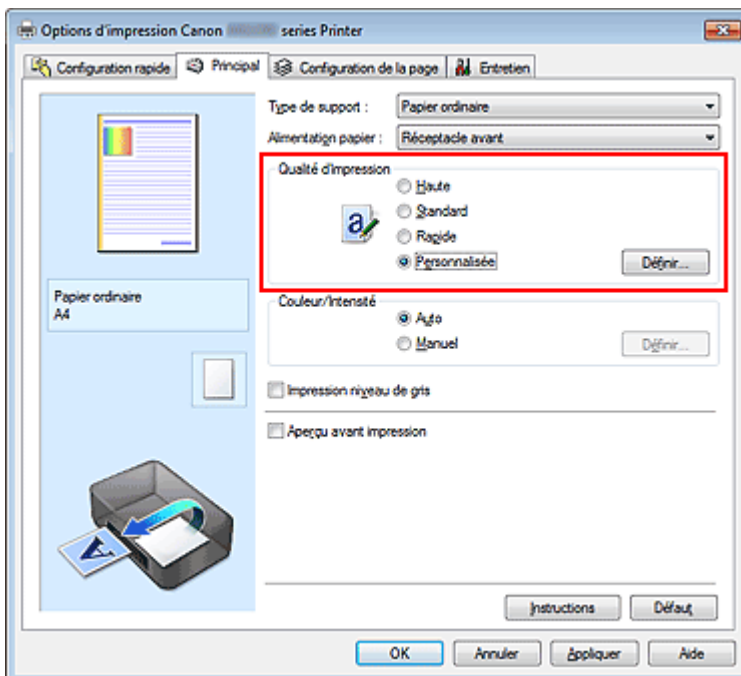 Options d'impression Canon series Printer
Configuration rapide Principal Configuration de la page Entretien
Type de support : Papier ordinaire
Alimentation papier : Réceptacle avant
Qualité d'impression
Haute
Standard
Rapide
Personnalisée Définir...
Papier ordinaire
A4
Couleur/Intensité
Auto
Manuel Définir...
Impression niveau de gris
Aperçu avant impression
Instructions Défaut
OK Annuler Appliquer Aide